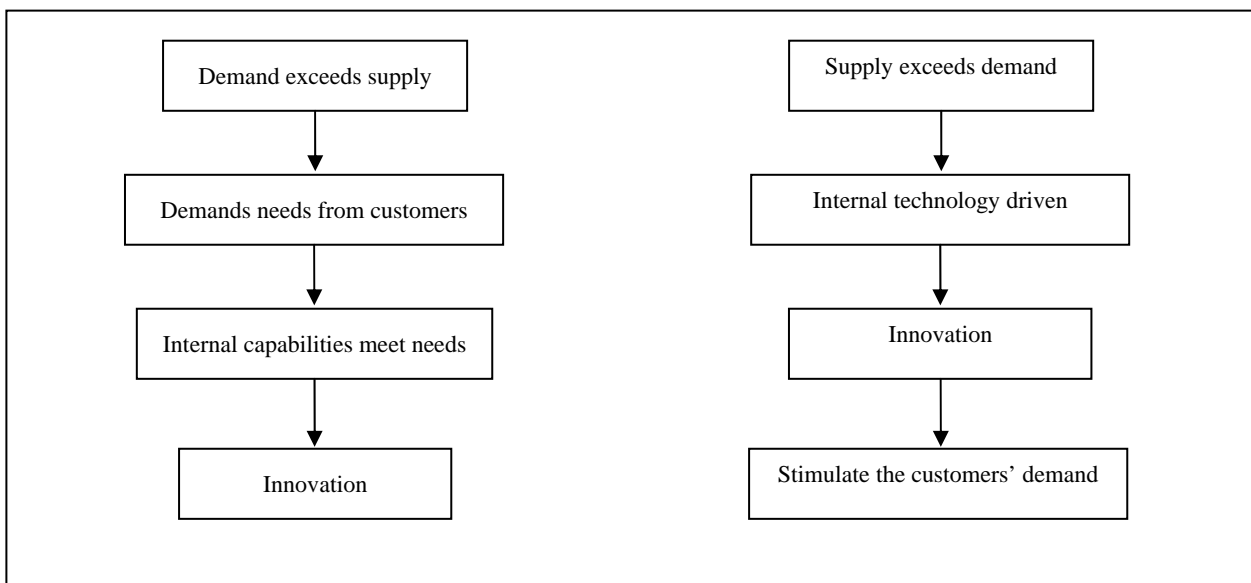 Demand exceeds supply
Demands needs from customers
Internal capabilities meet needs
Innovation
Supply exceeds demand
Internal technology driven
Innovation
Stimulate the customers’ demand